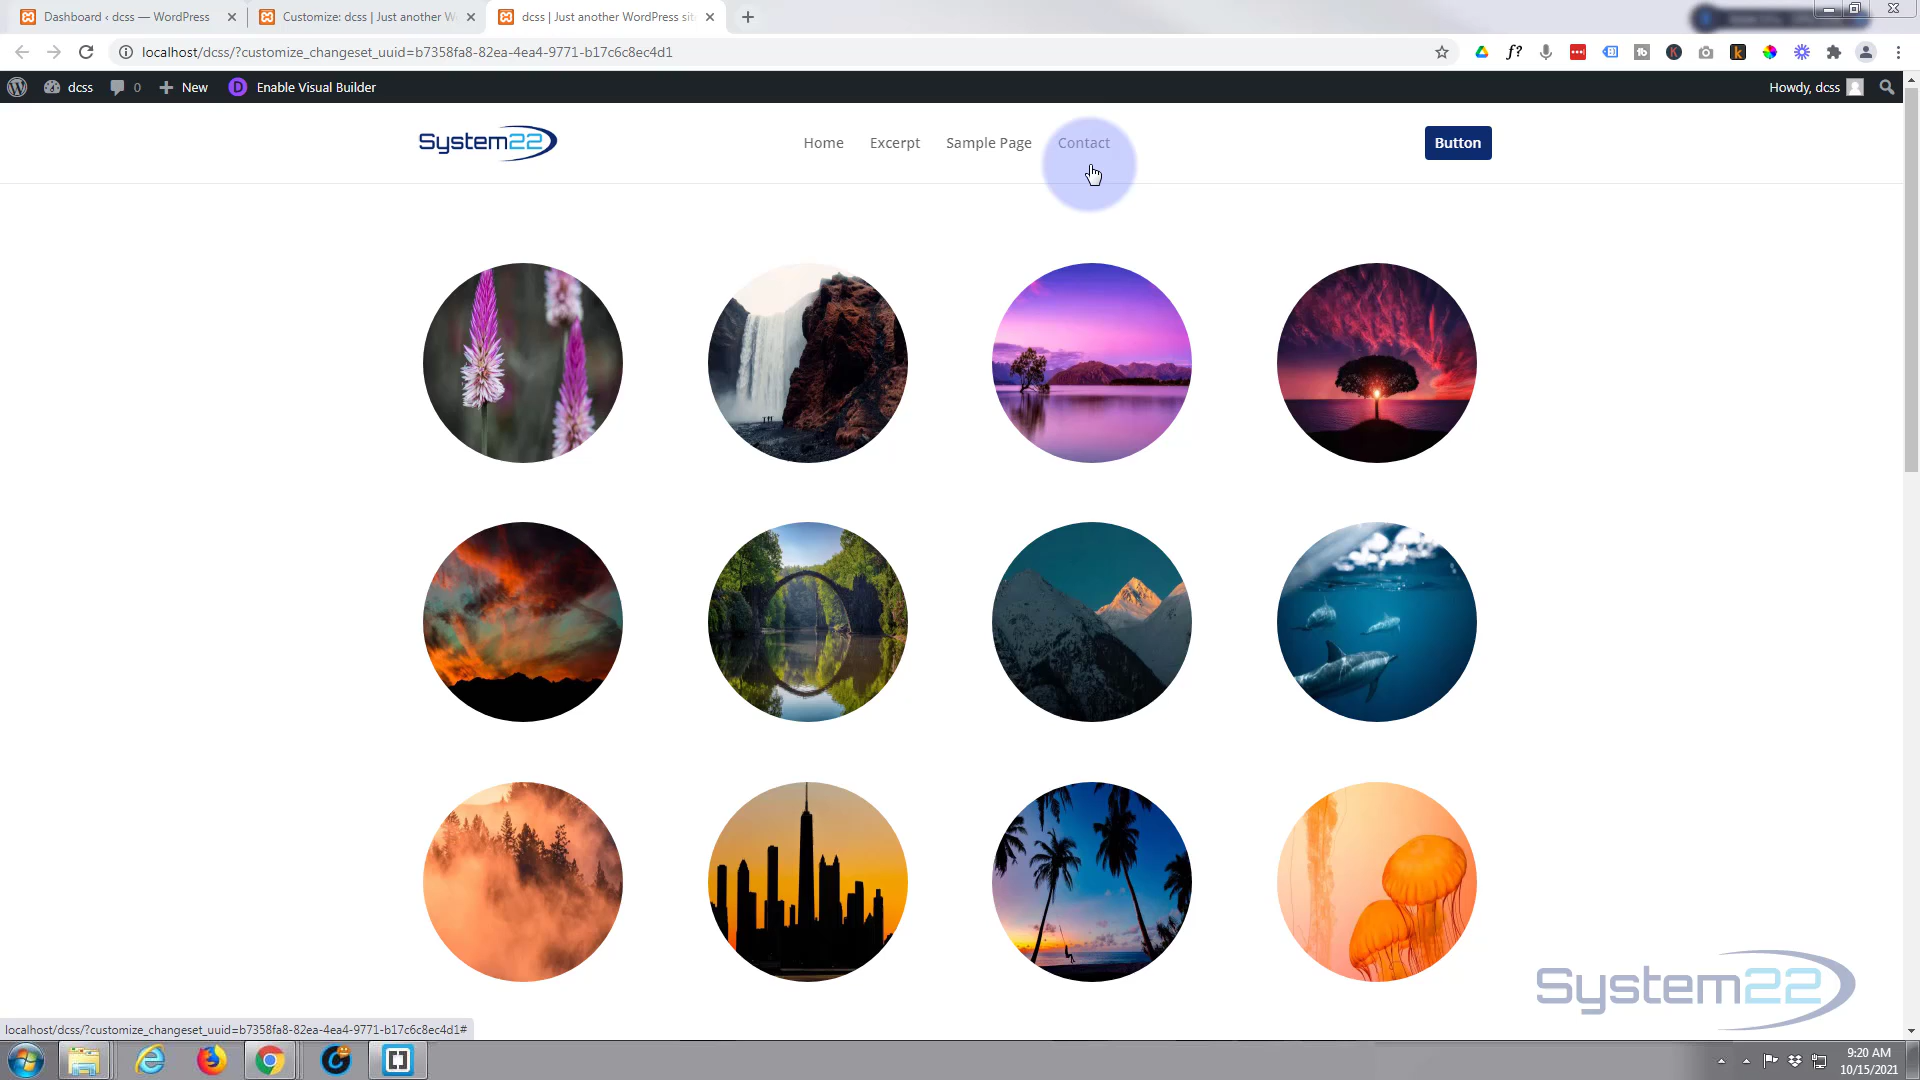 Dashboard ‹ dcss — WordPress
Customize: dcss | Just another W
dcss | Just another WordPress sit
localhost/dcss/?customize_changeset_uuid=b7358fa8-82ea-4ea4-9771-b17c6c8ec4d1
dcss 0 New D Enable Visual Builder Howdy, dcss
System22 Home Excerpt Sample Page Contact Button
System22
localhost/dcss/?customize_changeset_uuid=b7358fa8-82ea-4ea4-9771-b17c6c8ec4d1#
9:20 AM
10/15/2021